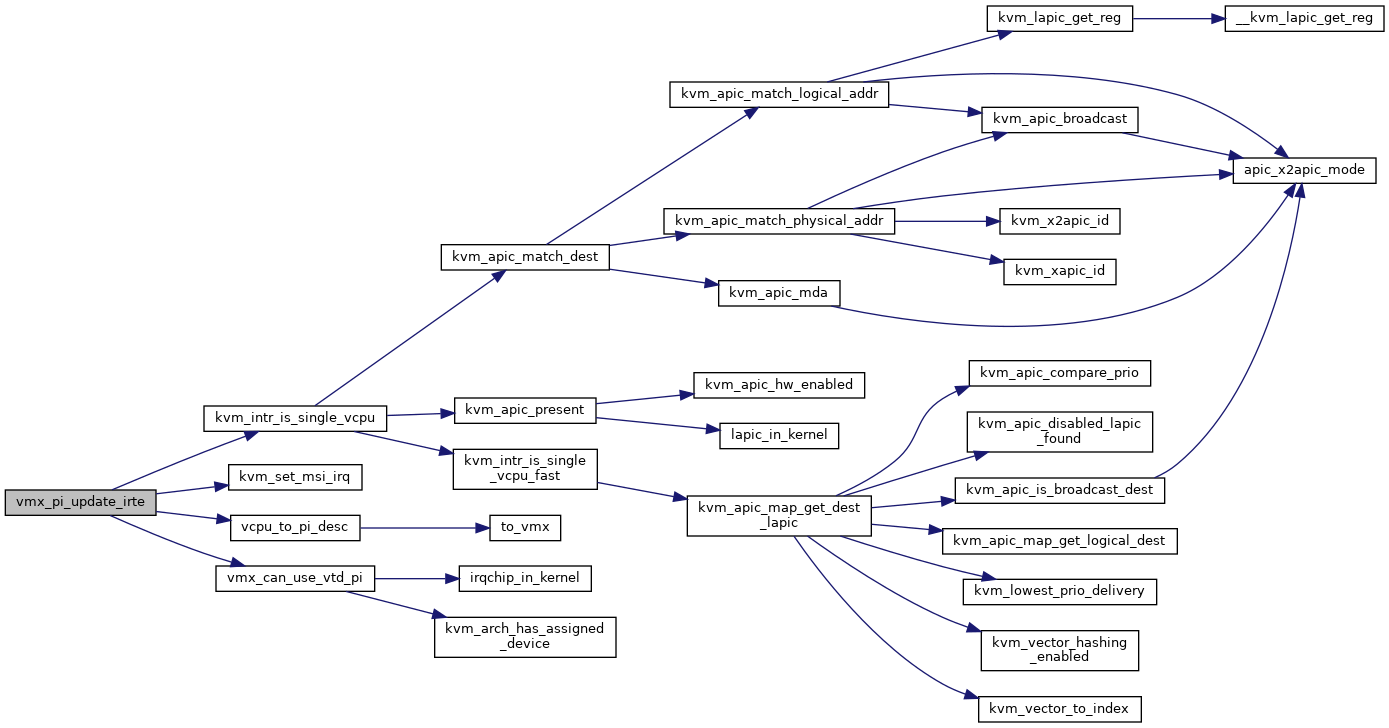 kvm_lapic_get_reg
__kvm_lapic_get_reg
kvm_apic_match_logical_addr
kvm_apic_broadcast
apic_x2apic_mode
kvm_apic_match_physical_addr
kvm_x2apic_id
kvm_apic_match_dest
kvm_xapic_id
kvm_apic_mda
kvm_apic_compare_prio
kvm_apic_hw_enabled
kvm_intr_is_single_vcpu
kvm_apic_present
lapic_in_kernel
kvm_apic_disabled_lapic
_found
kvm_intr_is_single
_vcpu_fast
kvm_set_msi_irq
kvm_apic_is_broadcast_dest
vmx_pi_update_irte
kvm_apic_map_get_dest
_lapic
vcpu_to_pi_desc
to_vmx
kvm_apic_map_get_logical_dest
vmx_can_use_vtd_pi
irqchip_in_kernel
kvm_lowest_prio_delivery
kvm_arch_has_assigned
_device
kvm_vector_hashing
_enabled
kvm_vector_to_index